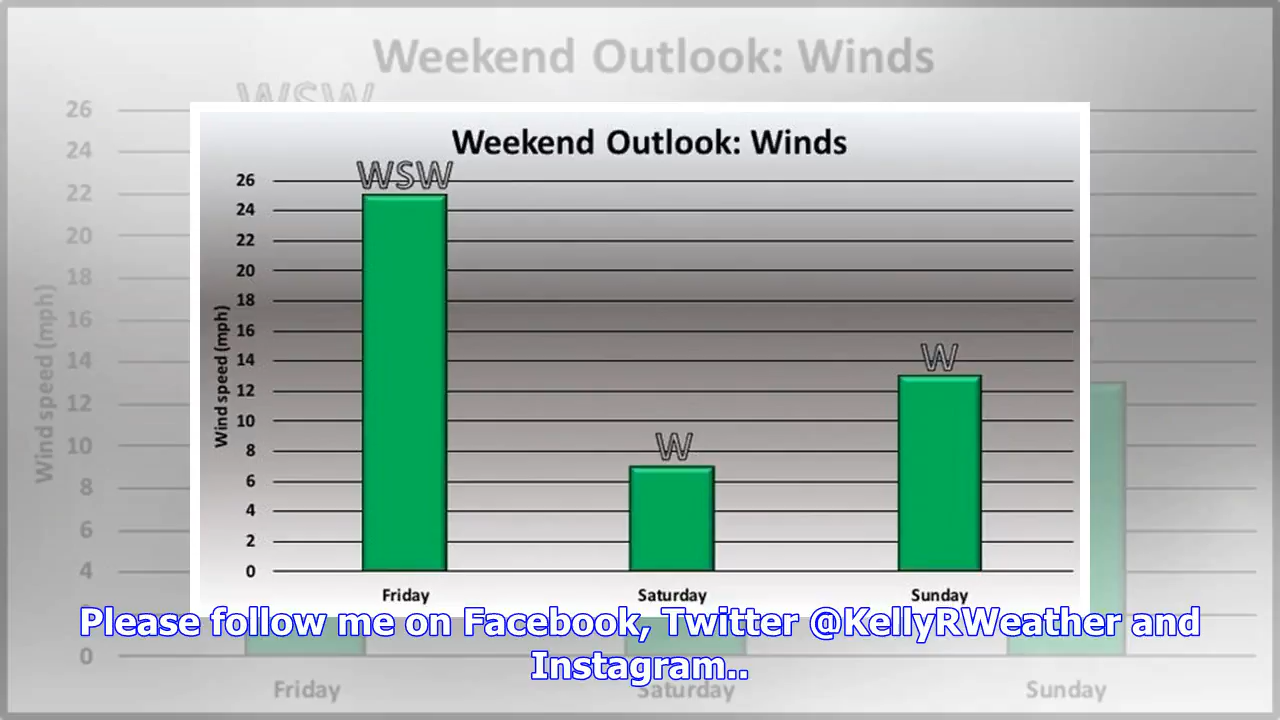 Weekend Outlook: Winds
WSW
26
24
22
20
18
16
14
12
10
8
6
4
Wind speed (mph)
0
Friday
Saturday
Sunday
Weekend Outlook: Winds
WSW
26
24
22
20
18
16
14
12
10
8
6
4
2
0
Wind speed (mph)
W
W
Friday
Saturday
Sunday
Please follow me on Facebook, Twitter @KellyRWeather and
Instagram..